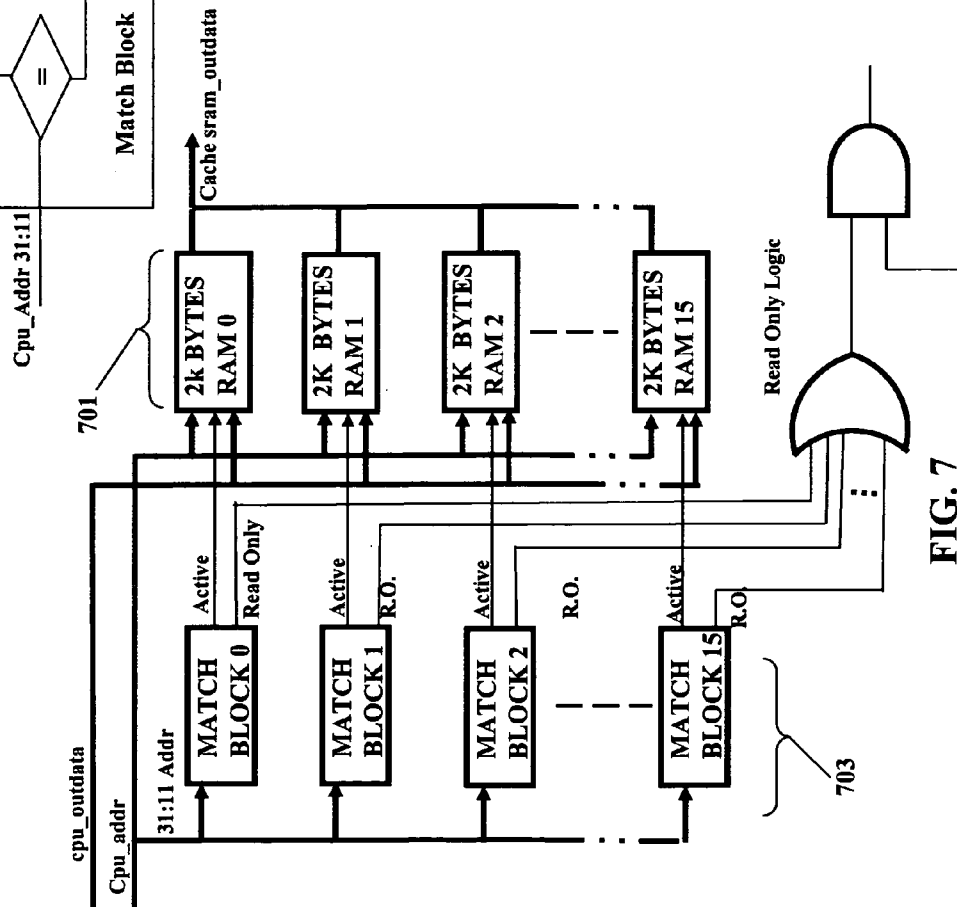 Cpu_Addr 31:11
=
Match Block
701
2k BYTES
RAM 0
2K BYTES
RAM 1
2K BYTES
RAM 2
2K BYTES
RAM 15
Cache sram_outdata
Read Only Logic
cpu_outdata
Cpu_addr
31:11 Addr
MATCH
BLOCK 0
Active
Read Only
MATCH
BLOCK 1
Active
R.O.
MATCH
BLOCK 2
Active
R.O.
MATCH
BLOCK 15
Active
R.O.
703
FIG. 7